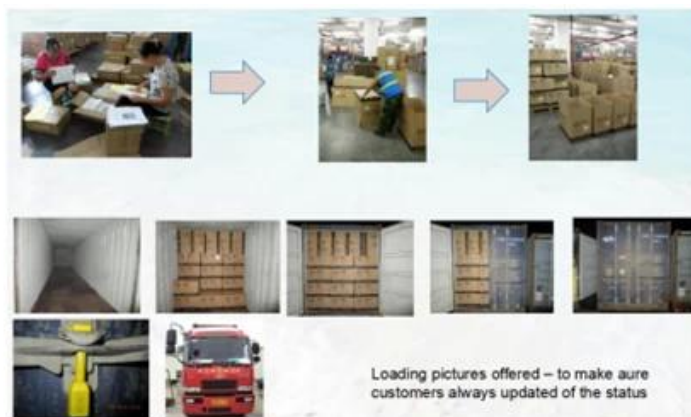 Loading pictures offered – to make aure
customers always updated of the status